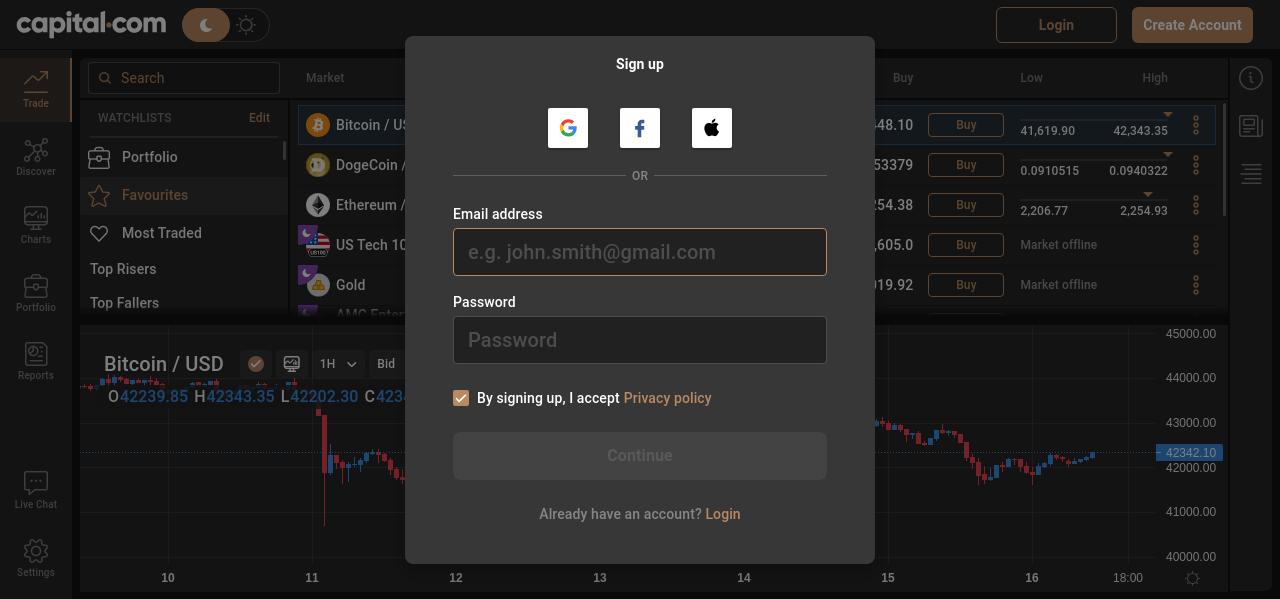 capital.com
Login
Create Account
Sign up
Trade
Search
Market
Buy
Low
High
WATCHLISTS
Edit
Bitcoin / US
448.10
Buy
41,619.90
42,343.35
Discover
Portfolio
DogeCoin /
53379
Buy
0.0910515
0.0940322
OR
Favourites
Ethereum /
254.38
Buy
2,206.77
2,254.93
Email address
Charts
Most Traded
US Tech 10
,605.0
Buy
Market offline
e.g. john.smith@gmail.com
Top Risers
Gold
019.92
Buy
Market offline
Portfolio
Top Fallers
Password
AMC Enter
Password
45000.00
Reports
Bitcoin / USD
1H
Bid
44000.00
O42239.85 H42343.35 L42202.30 C4234
By signing up, I accept Privacy policy
43000.00
Continue
42342.10
42000.00
Live Chat
Already have an account? Login
41000.00
40000.00
Settings
10
11
12
13
14
15
16
18:00